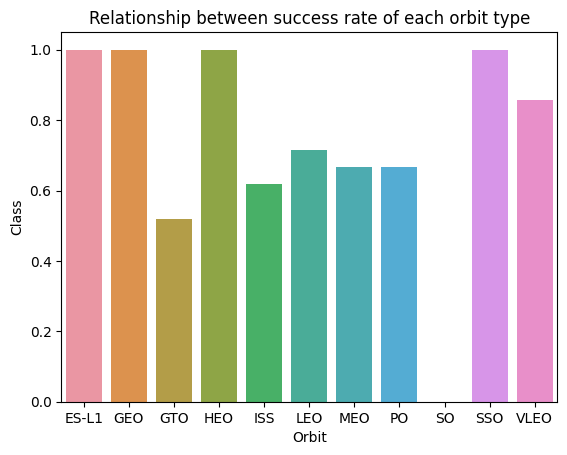 Relationship between success rate of each orbit type
1.0
0.8
0.6
0.4
0.2
0.0
Class
ES-L1 GEO GTO HEO ISS LEO MEO PO SO SSO VLEO
Orbit